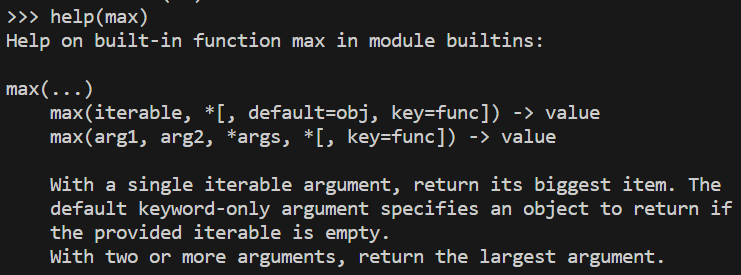 >>> help(max)
Help on built-in function max in module builtins:

max(...)
    max(iterable, *[, default=obj, key=func]) -> value
    max(arg1, arg2, *args, *[, key=func]) -> value

    With a single iterable argument, return its biggest item. The
    default keyword-only argument specifies an object to return if
    the provided iterable is empty.
    With two or more arguments, return the largest argument.